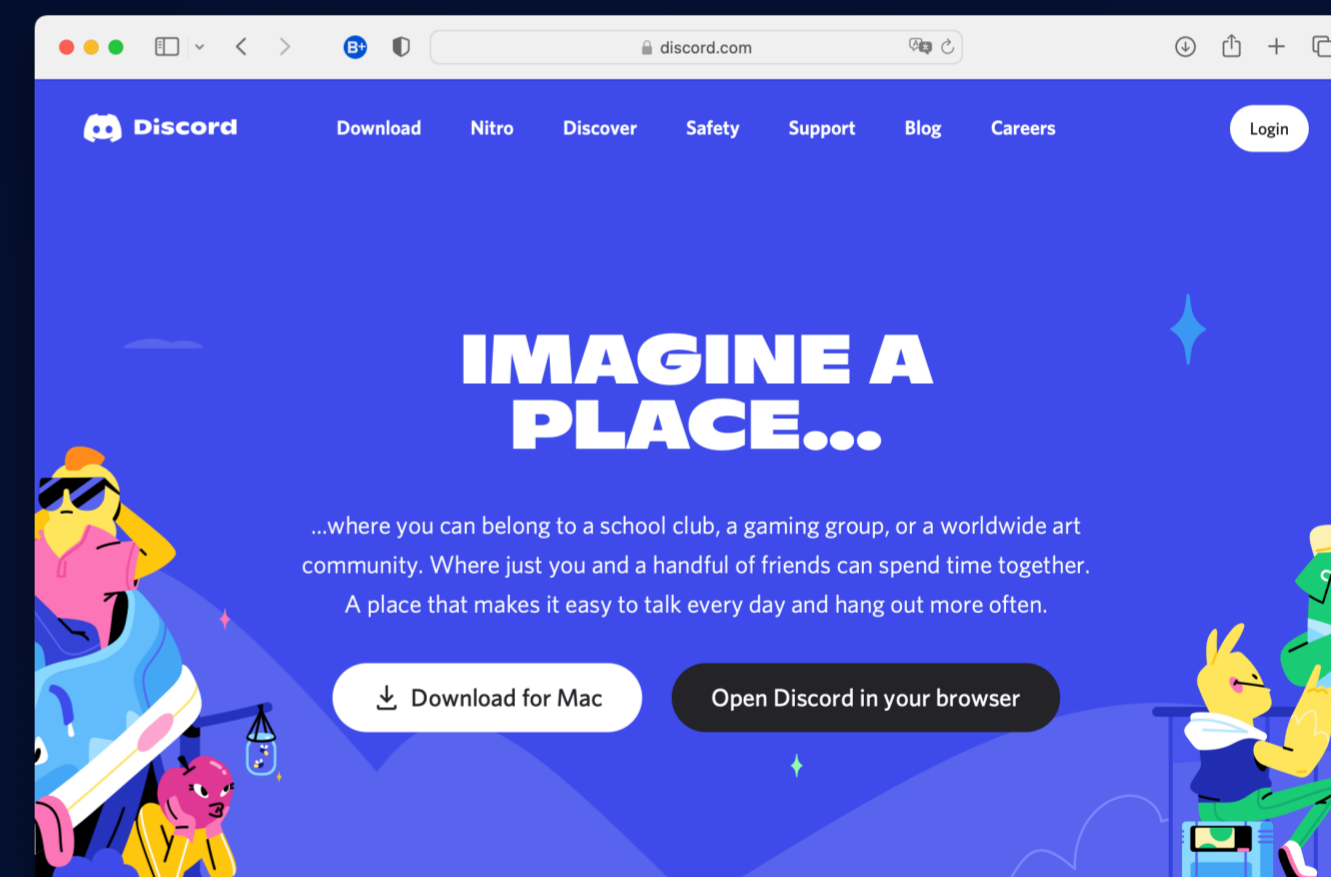 B+
discord.com
Discord
Download Nitro Discover Safety Support Blog Careers
Login
IMAGINE A
PLACE...
...where you can belong to a school club, a gaming group, or a worldwide art
community. Where just you and a handful of friends can spend time together.
A place that makes it easy to talk every day and hang out more often.
Download for Mac Open Discord in your browser